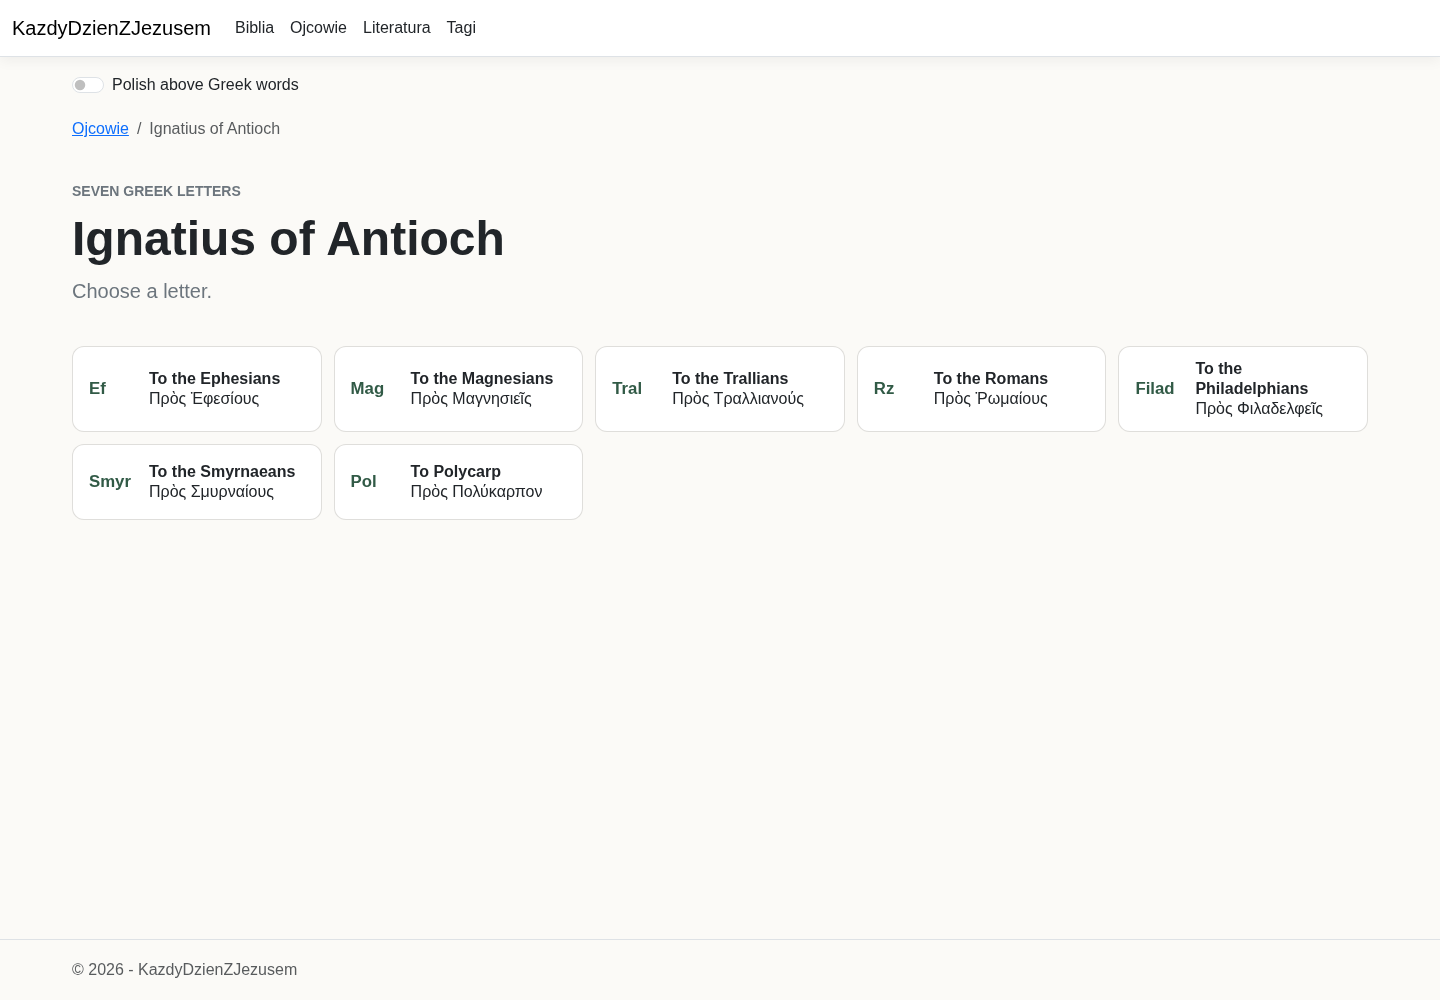 KazdyDzienZJezusem Biblia Ojcowie Literatura Tagi
Polish above Greek words
Ojcowie / Ignatius of Antioch
SEVEN GREEK LETTERS
Ignatius of Antioch
Choose a letter.
Ef
To the Ephesians
Πρὸς Ἐφεσίους
Mag
To the Magnesians
Πρὸς Μαγνησιεῖς
Tral
To the Trallians
Πρὸς Τραλλιανούς
Rz
To the Romans
Πρὸς Ῥωμαίους
Filad
To the
Philadelphians
Πρὸς Φιλαδελφεῖς
Smyr
To the Smyrnaeans
Πρὸς Σμυρναίους
Pol
To Polycarp
Πρὸς Πολύκαρπον
© 2026 - KazdyDzienZJezusem